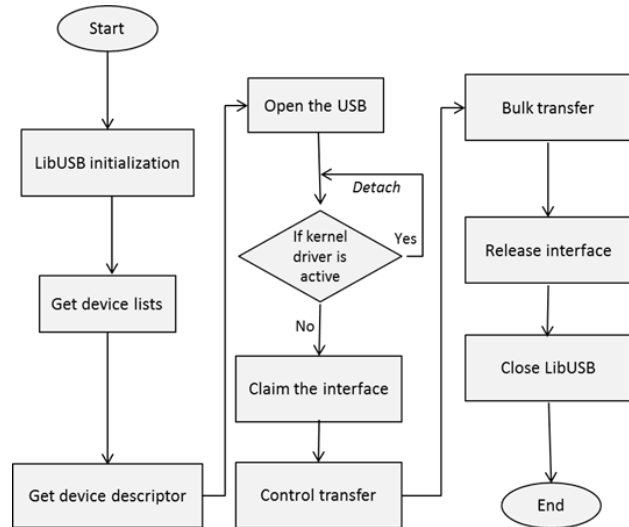 Start
LibUSB initialization
Get device lists
Get device descriptor
Open the USB
Detach
If kernel
driver is
active
Yes
No
Claim the interface
Control transfer
Bulk transfer
Release interface
Close LibUSB
End